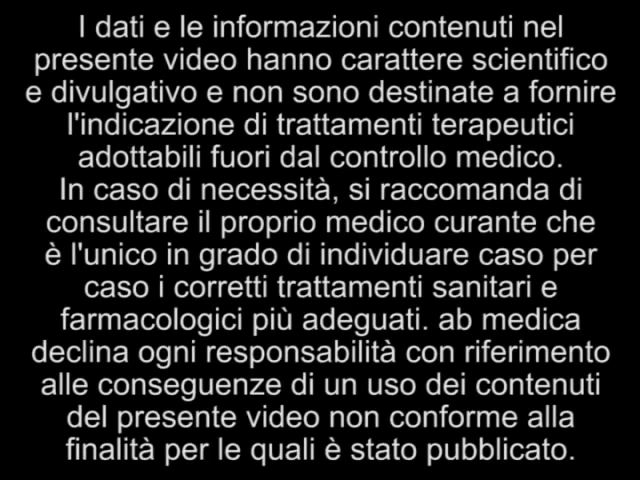 I dati e le informazioni contenuti nel
presente video hanno carattere scientifico
e divulgativo e non sono destinate a fornire
l'indicazione di trattamenti terapeutici
adottabili fuori dal controllo medico.
In caso di necessità, si raccomanda di
consultare il proprio medico curante che
è l'unico in grado di individuare caso per
caso i corretti trattamenti sanitari e
farmacologici più adeguati. ab medica
declina ogni responsabilità con riferimento
alle conseguenze di un uso dei contenuti
del presente video non conforme alla
finalità per le quali è stato pubblicato.